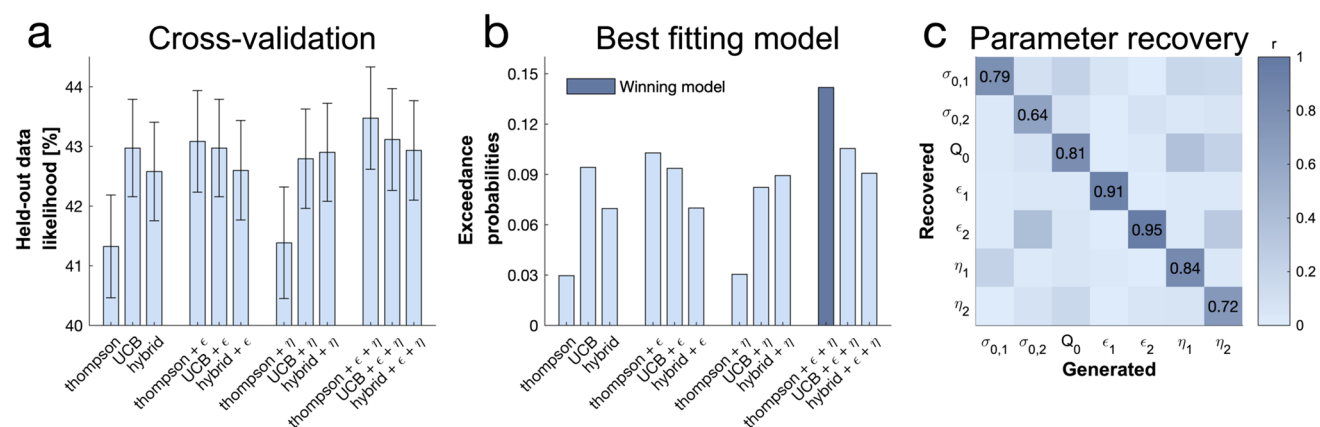 a Cross-validation
Held-out data
likelihood [%]
44
43
42
41
40
thompson
UCB
hybrid
thompson + ϵ
UCB + ϵ
hybrid + ϵ
thompson + η
UCB + η
hybrid + η
thompson + ϵ + η
UCB + ϵ + η
hybrid + ϵ + η
b Best fitting model
Exceedance
probabilities
0.15
0.12
0.09
0.06
0.03
0
Winning model
thompson
UCB
hybrid
thompson + ϵ
UCB + ϵ
hybrid + ϵ
thompson + η
UCB + η
hybrid + η
thompson + ϵ + η
UCB + ϵ + η
hybrid + ϵ + η
c Parameter recovery
r
Recovered
σ0,1 0.79
σ0,2 0.64
Q0 0.81
ϵ1 0.91
ϵ2 0.95
η1 0.84
η2 0.72
σ0,1 σ0,2 Q0 ϵ1 ϵ2 η1 η2
Generated
1
0.8
0.6
0.4
0.2
0